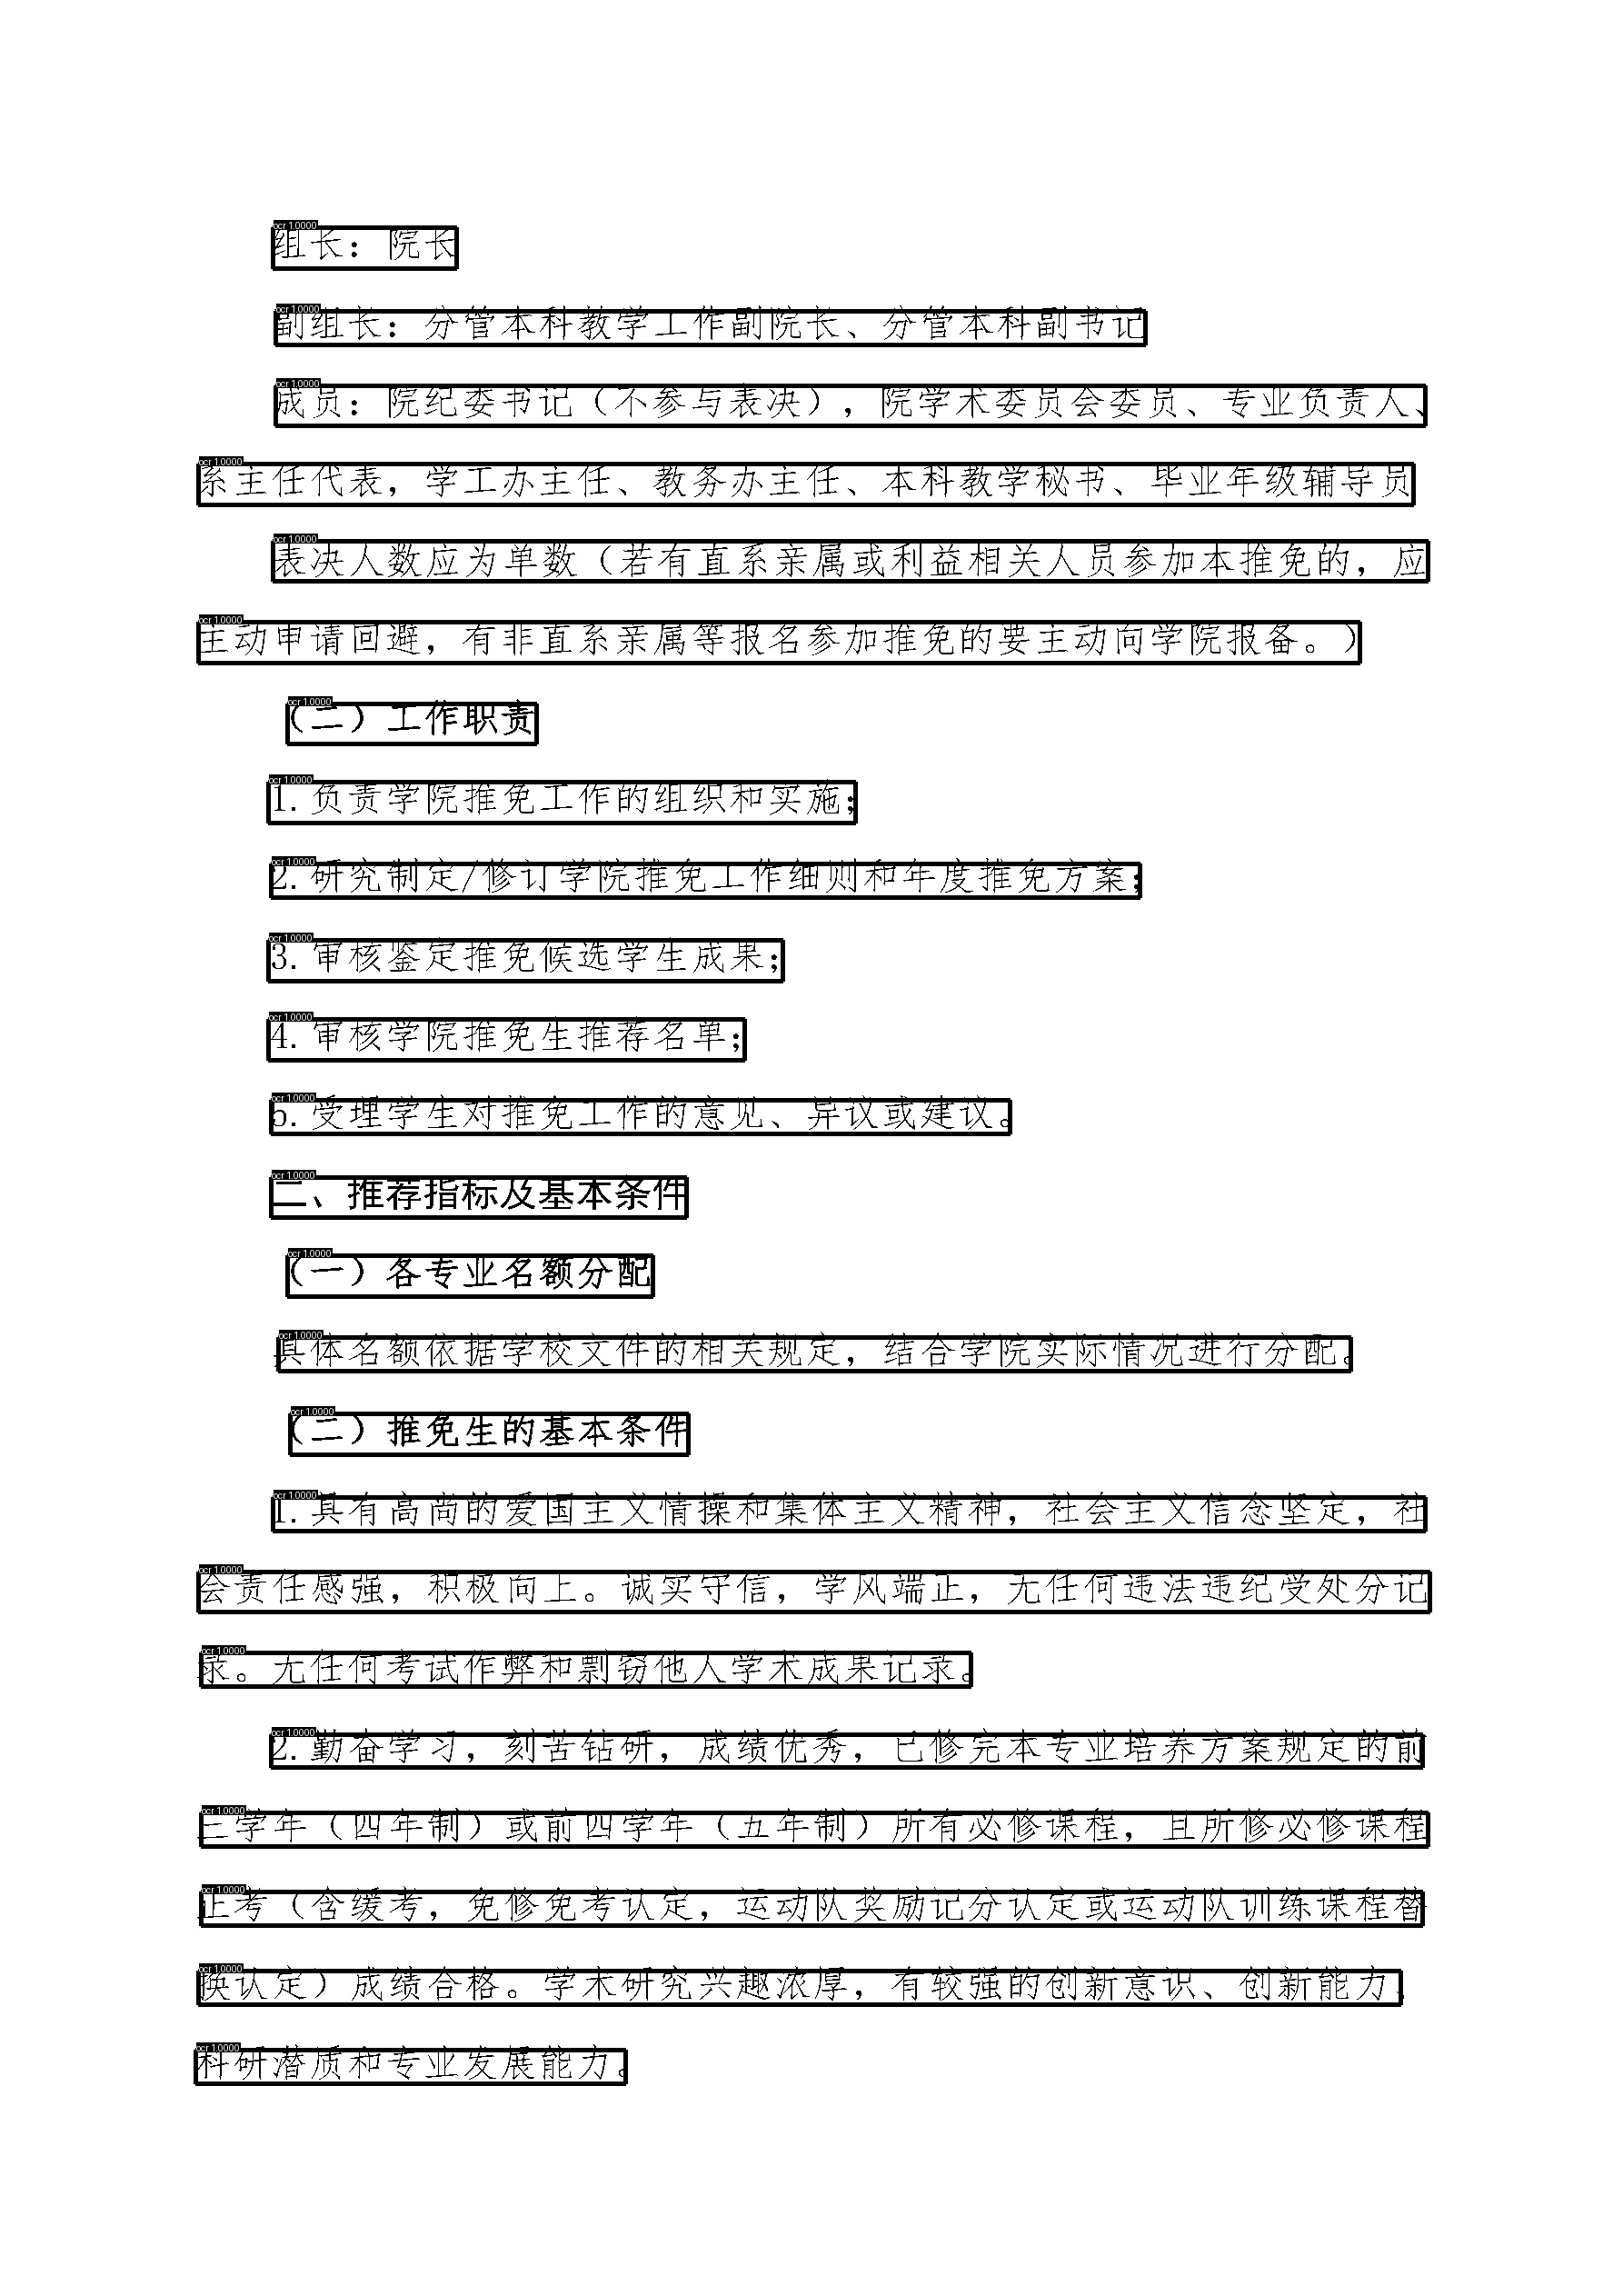 组长：院长
副组长：分管本科教学工作副院长、分管本科副书记
成员：院纪委书记（不参与表决），院学术委员会委员、专业负责人、
系主任代表，学工办主任、教务办主任、本科教学秘书、毕业年级辅导员
表决人数应为单数（若有直系亲属或利益相关人员参加本推免的，应
主动申请回避，有非直系亲属等报名参加推免的要主动向学院报备。）
（二）工作职责
1.负责学院推免工作的组织和实施；
2.研究制定/修订学院推免工作细则和年度推免方案；
3.审核鉴定推免候选学生成果；
4.审核学院推免生推荐名单；
5.受理学生对推免工作的意见、异议或建议。
二、推荐指标及基本条件
（一）各专业名额分配
具体名额依据学校文件的相关规定，结合学院实际情况进行分配。
（二）推免生的基本条件
1.具有高尚的爱国主义情操和集体主义精神，社会主义信念坚定，社
会责任感强，积极向上。诚实守信，学风端正，无任何违法违纪受处分记
录。无任何考试作弊和剽窃他人学术成果记录。
2.勤奋学习，刻苦钻研，成绩优秀，已修完本专业培养方案规定的前
三学年（四年制）或前四学年（五年制）所有必修课程，且所修必修课程
正考（含缓考，免修免考认定，运动队奖励记分认定或运动队训练课程替
换认定）成绩合格。学术研究兴趣浓厚，有较强的创新意识、创新能力、
科研潜质和专业发展能力。